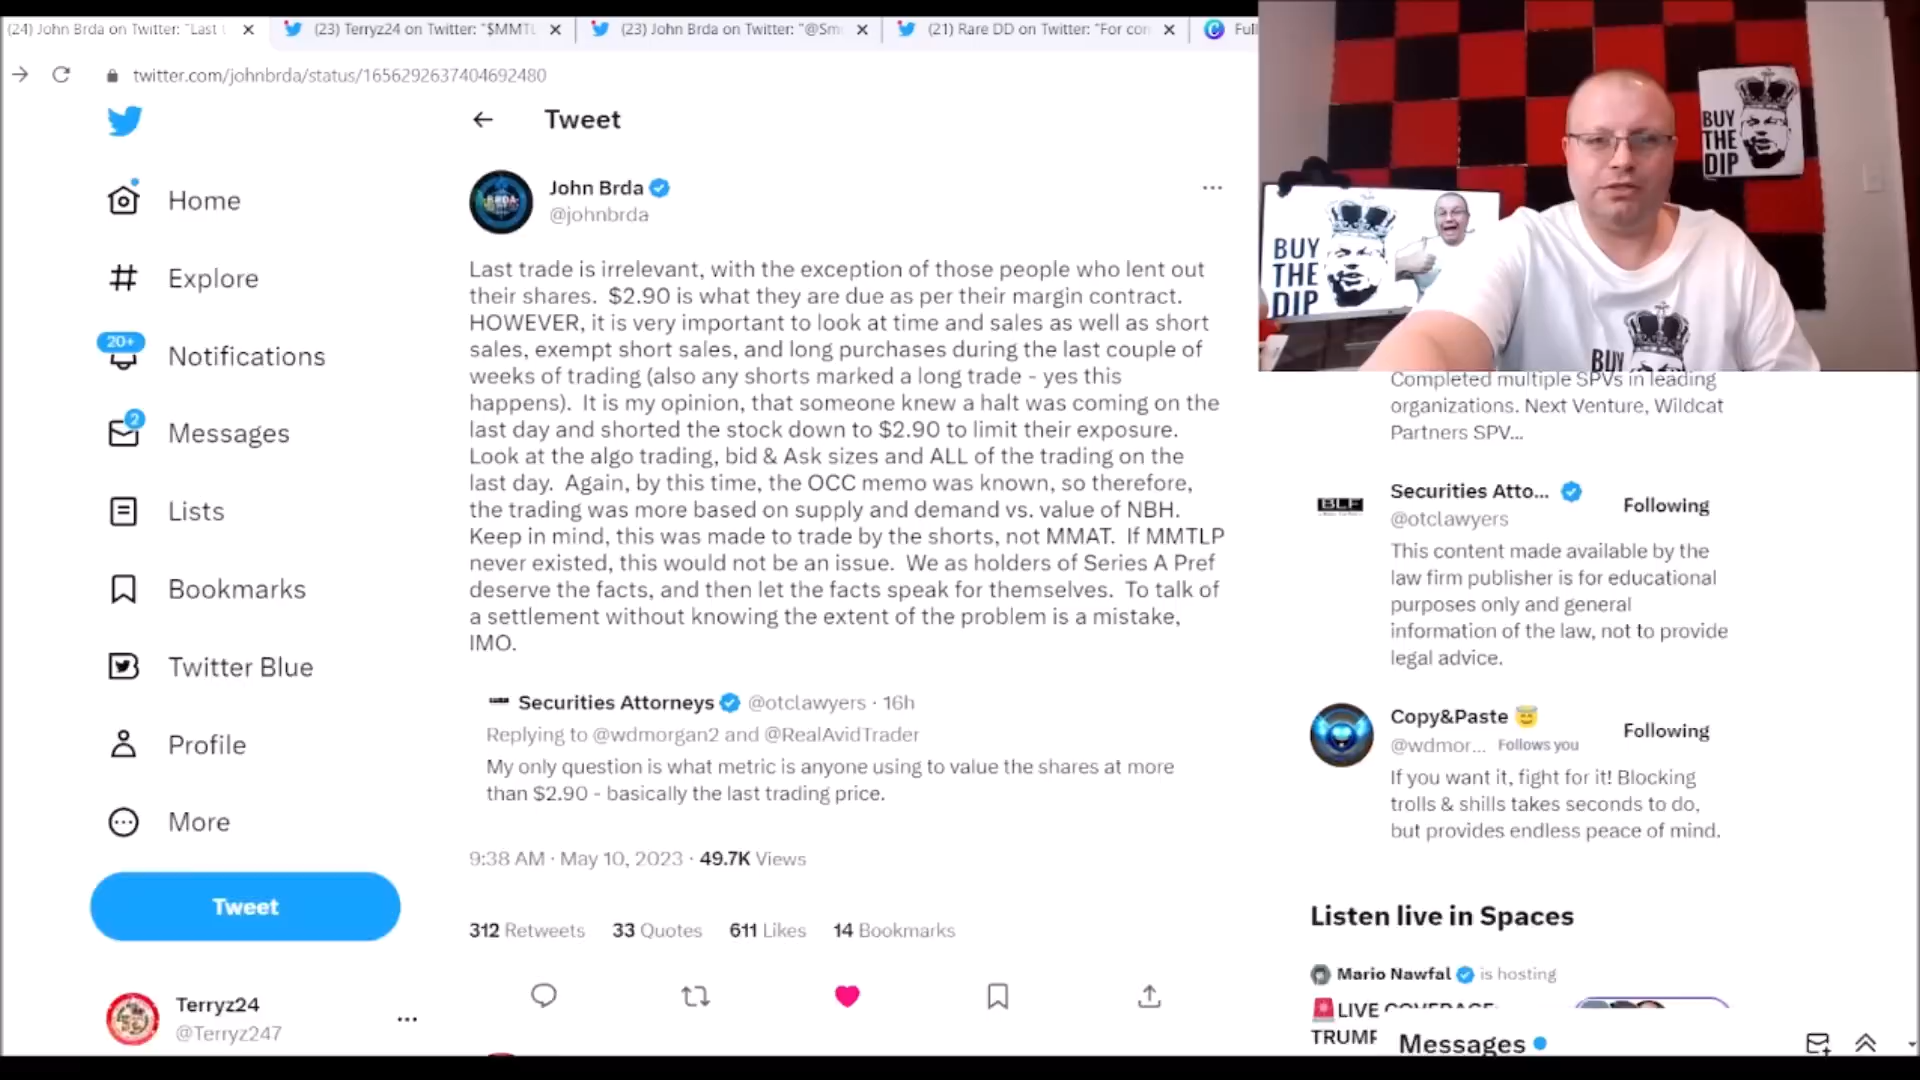 (24) John Brda on Twitter: "Last t
(23) Terryz24 on Twitter: "$MMTL
(23) John Brda on Twitter: "@Sm
(21) Rare DD on Twitter: "For con
Full
twitter.com/johnbrda/status/1656292637404692480
Home
Explore
20+
Notifications
2
Messages
Lists
Bookmarks
Twitter Blue
Profile
More
Tweet
Terryz24
@Terryz247
Tweet
BRDA
John Brda
@johnbrda
Last trade is irrelevant, with the exception of those people who lent out
their shares. $2.90 is what they are due as per their margin contract.
HOWEVER, it is very important to look at time and sales as well as short
sales, exempt short sales, and long purchases during the last couple of
weeks of trading (also any shorts marked a long trade - yes this
happens). It is my opinion, that someone knew a halt was coming on the
last day and shorted the stock down to $2.90 to limit their exposure.
Look at the algo trading, bid & Ask sizes and ALL of the trading on the
last day. Again, by this time, the OCC memo was known, so therefore,
the trading was more based on supply and demand vs. value of NBH.
Keep in mind, this was made to trade by the shorts, not MMAT. If MMTLP
never existed, this would not be an issue. We as holders of Series A Pref
deserve the facts, and then let the facts speak for themselves. To talk of
a settlement without knowing the extent of the problem is a mistake,
IMO.
Securities Attorneys @otclawyers · 16h
Replying to @wdmorgan2 and @RealAvidTrader
My only question is what metric is anyone using to value the shares at more
than $2.90 - basically the last trading price.
9:38 AM · May 10, 2023 · 49.7K Views
312 Retweets 33 Quotes 611 Likes 14 Bookmarks
BUY
THE
DIP
BUY
THE
DIP
BUY
Completed multiple SPVs in leading
organizations. Next Venture, Wildcat
Partners SPV...
BLF
Securities Atto...
@otclawyers
Following
This content made available by the
law firm publisher is for educational
purposes only and general
information of the law, not to provide
legal advice.
Copy&Paste
@wdmor... Follows you
Following
If you want it, fight for it! Blocking
trolls & shills takes seconds to do,
but provides endless peace of mind.
Listen live in Spaces
Mario Nawfal is hosting
LIVE COVERAGE:
TRUMP
Messages